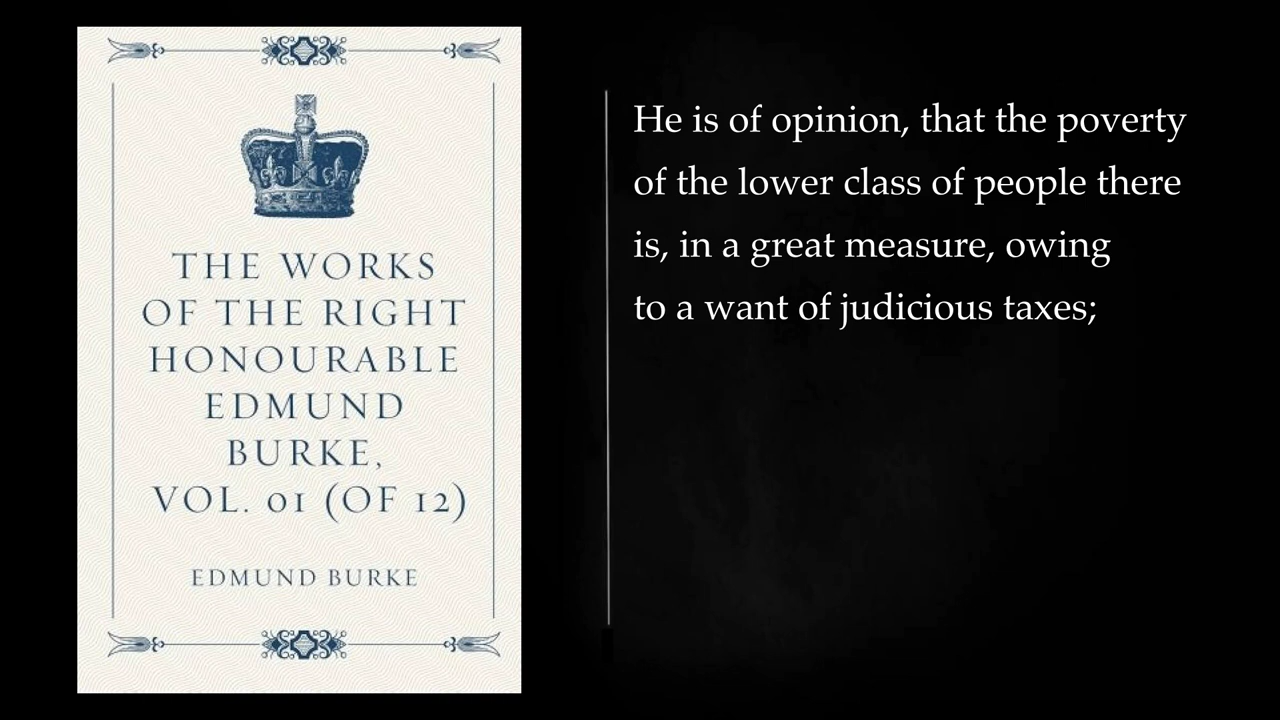 THE WORKS
OF THE RIGHT
HONOURABLE
EDMUND
BURKE,
VOL. 01 (OF 12)
EDMUND BURKE
He is of opinion, that the poverty
of the lower class of people there
is, in a great measure, owing
to a want of judicious taxes;